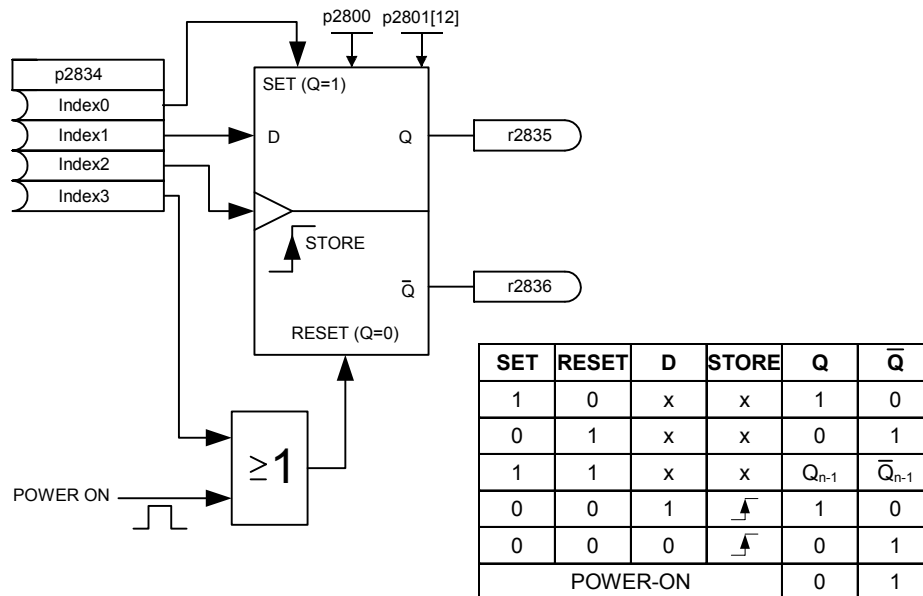 p2800 p2801[12]
p2834
Index0
Index1
Index2
Index3
SET (Q=1)
D Q
STORE
Q̅
RESET (Q=0)
r2835
r2836
≥1
POWER ON
SET RESET D STORE Q Q̅
1 0 x x 1 0
0 1 x x 0 1
1 1 x x Qn-1 Q̅n-1
0 0 1 1 0
0 0 0 0 1
POWER-ON 0 1